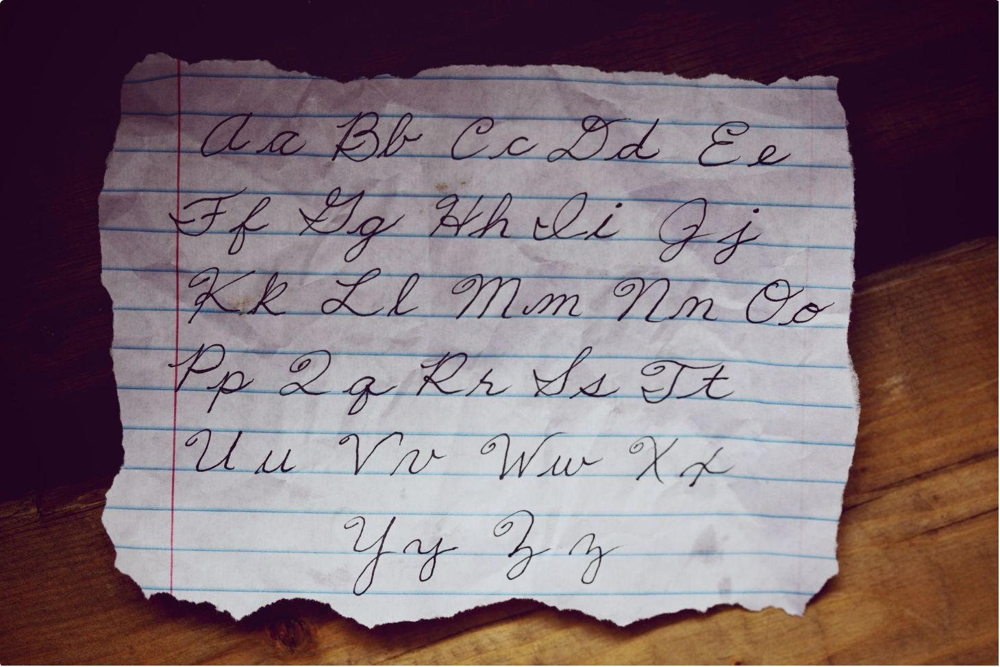 Aa Bb Cc Dd Ee
Ff Gg Hh Ii Jj
Kk Ll Mm Nn Oo
Pp Qq Rr Ss Tt
Uu Vv Ww Xx
Yy Zz